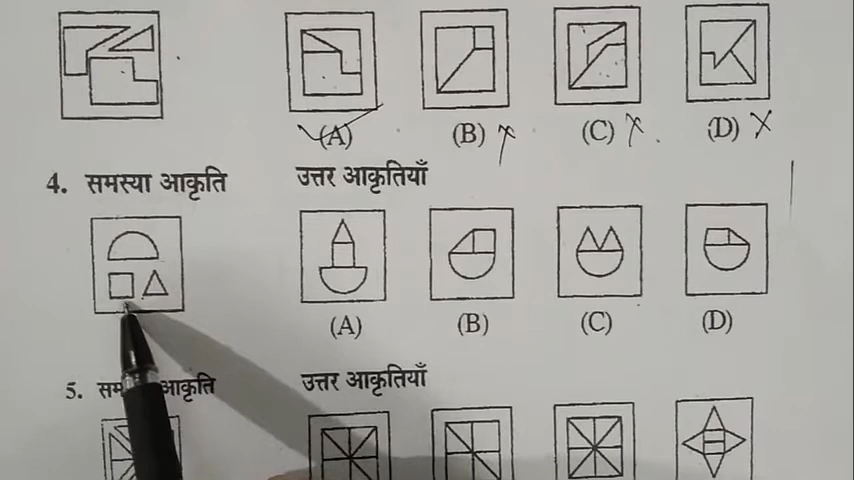 (A) (B) (C) (D)
4. समस्या आकृति उत्तर आकृतियाँ
(A) (B) (C) (D)
5. आकृति उत्तर आकृतियाँ